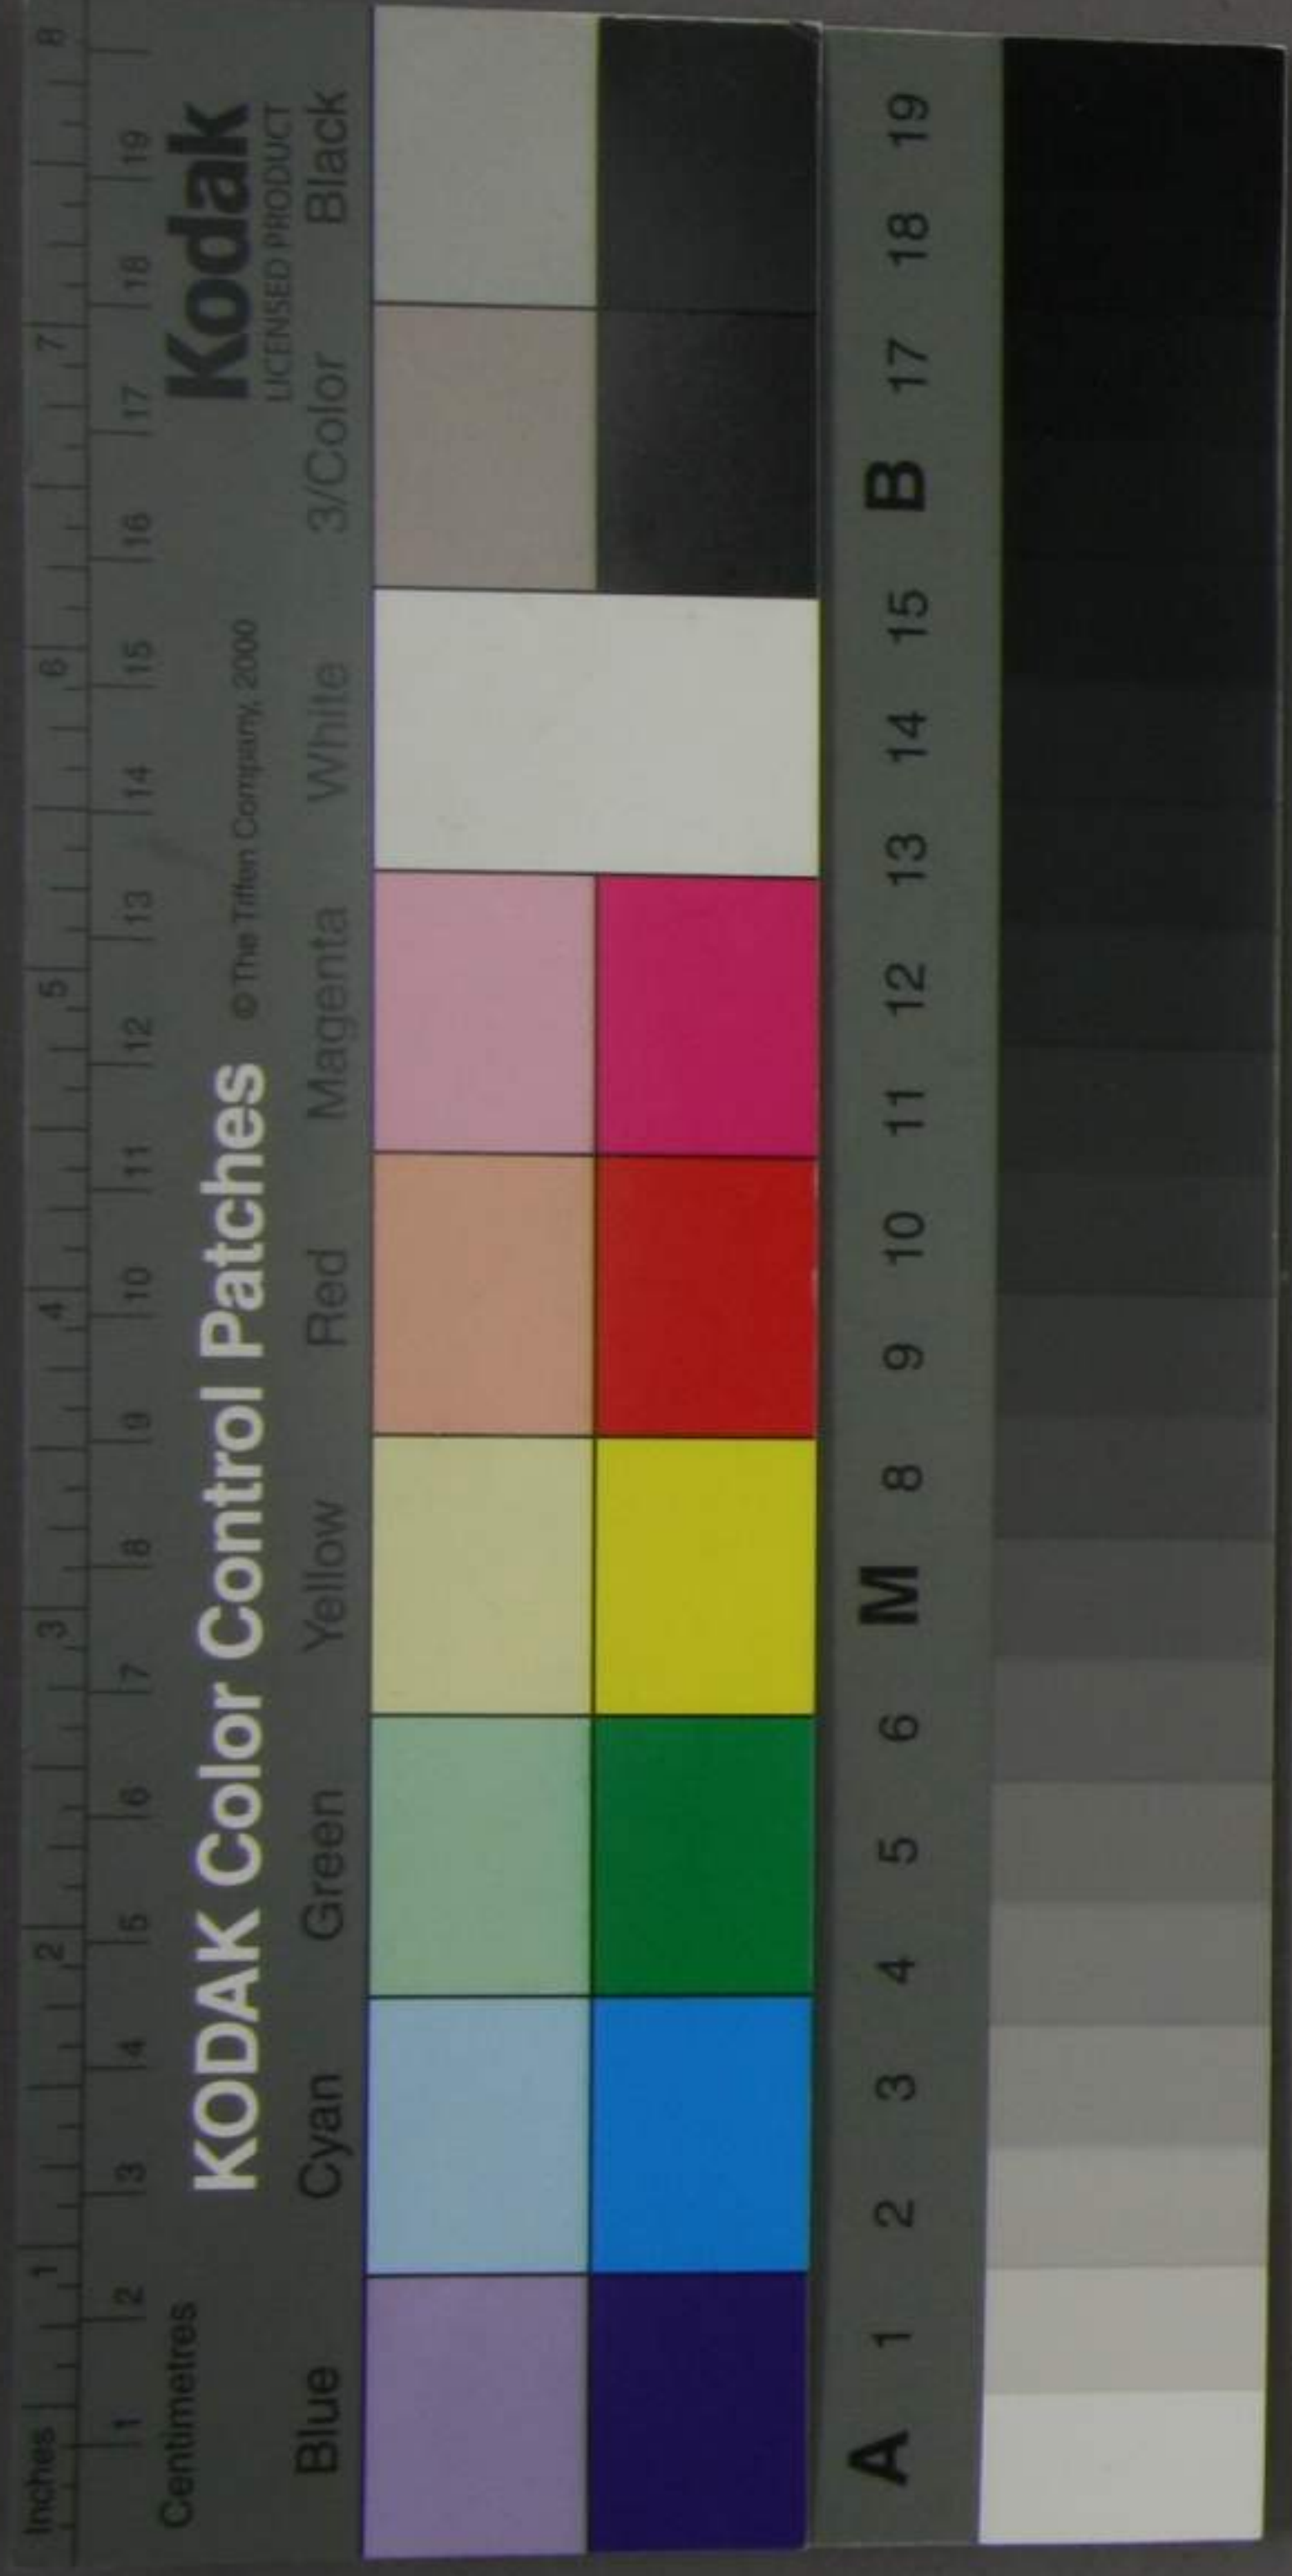 Inches 1 2 3 4 5 6 7 8
1 2 3 4 5 6 7 8 9 10 11 12 13 14 15 16 17 18 19
Centimetres
KODAK Color Control Patches © The Tiffen Company, 2000 Kodak
LICENSED PRODUCT
Blue Cyan Green Yellow Red Magenta White 3/Color Black
A 1 2 3 4 5 6 M 8 9 10 11 12 13 14 15 B 17 18 19